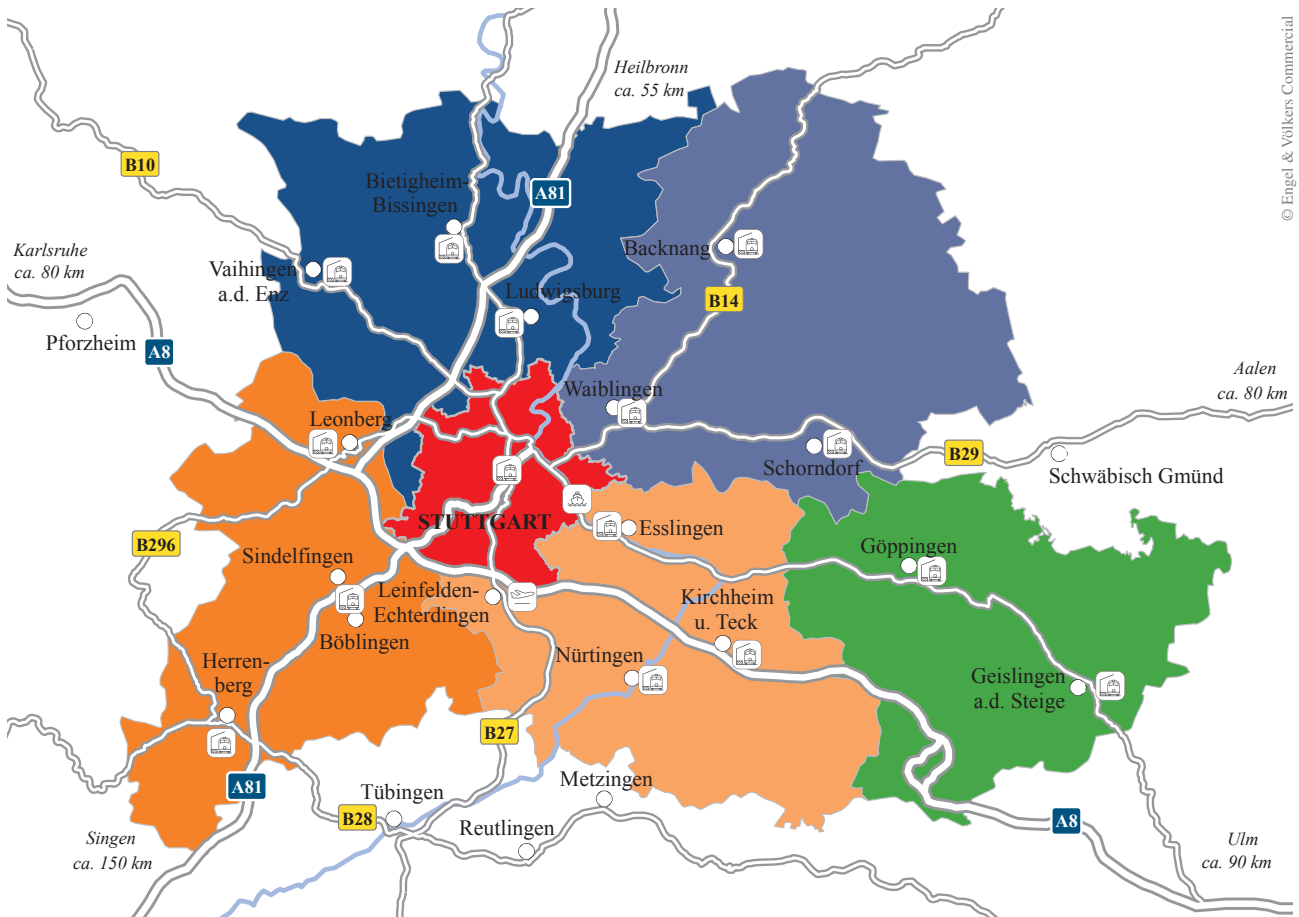 Heilbronn
ca. 55 km
© Engel & Völkers Commercial
B10
Bietigheim-
Bissingen
A81
Karlsruhe
ca. 80 km
Vaihingen
a.d. Enz
Backnang
Ludwigsburg
B14
Pforzheim
A8
Aalen
ca. 80 km
Waiblingen
Leonberg
Schorndorf
B29
Schwäbisch Gmünd
STUTTGART
Esslingen
B296
Sindelfingen
Göppingen
Leinfelden-
Echterdingen
Kirchheim
u. Teck
Böblingen
Nürtingen
Herren-
berg
Geislingen
a.d. Steige
B27
A81
Tübingen
Metzingen
B28
Reutlingen
A8
Singen
ca. 150 km
Ulm
ca. 90 km